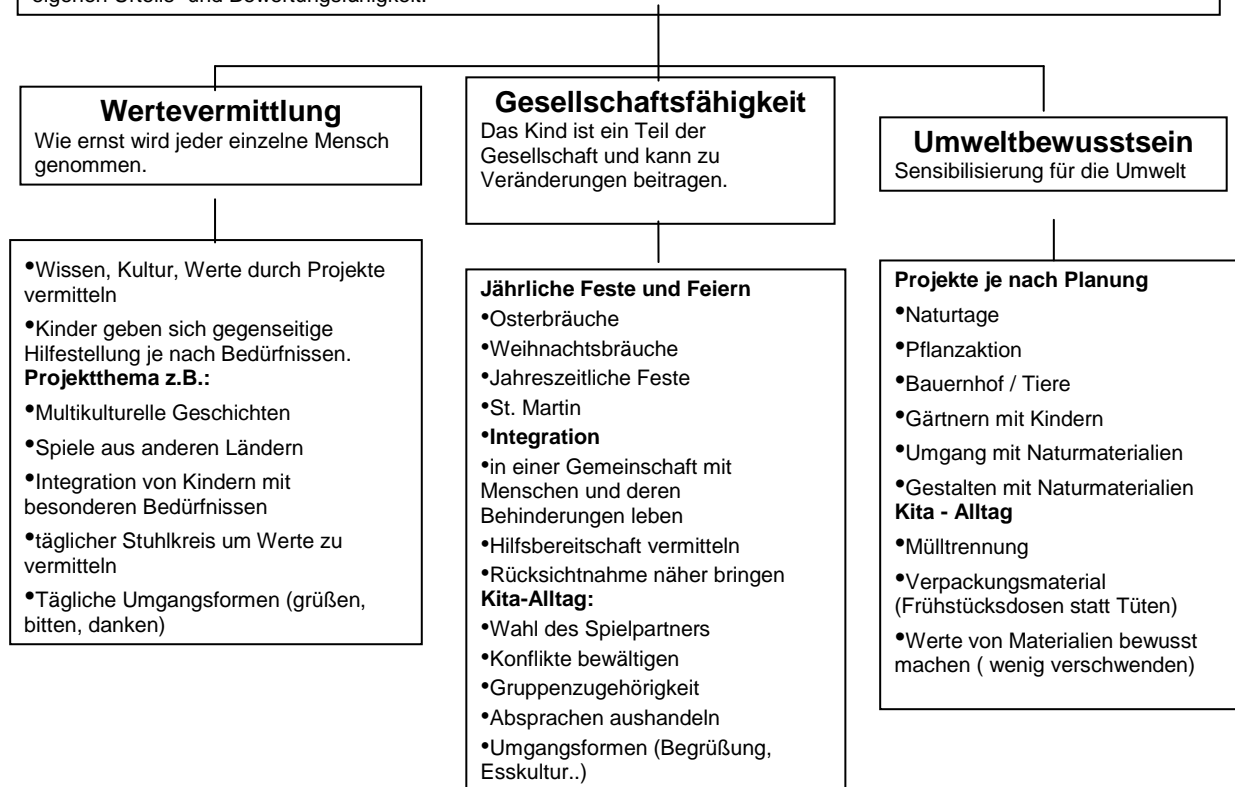 eigenen Urteils- und Bewertungsfähigkeit.
Wertevermittlung
Wie ernst wird jeder einzelne Mensch
genommen.
•Wissen, Kultur, Werte durch Projekte
vermitteln
•Kinder geben sich gegenseitige
Hilfestellung je nach Bedürfnissen.
Projektthema z.B.:
•Multikulturelle Geschichten
•Spiele aus anderen Ländern
•Integration von Kindern mit
besonderen Bedürfnissen
•täglicher Stuhlkreis um Werte zu
vermitteln
•Tägliche Umgangsformen (grüßen,
bitten, danken)
Gesellschaftsfähigkeit
Das Kind ist ein Teil der
Gesellschaft und kann zu
Veränderungen beitragen.
Jährliche Feste und Feiern
•Osterbräuche
•Weihnachtsbräuche
•Jahreszeitliche Feste
•St. Martin
•Integration
•in einer Gemeinschaft mit
Menschen und deren
Behinderungen leben
•Hilfsbereitschaft vermitteln
•Rücksichtnahme näher bringen
Kita-Alltag:
•Wahl des Spielpartners
•Konflikte bewältigen
•Gruppenzugehörigkeit
•Absprachen aushandeln
•Umgangsformen (Begrüßung,
Esskultur..)
Umweltbewusstsein
Sensibilisierung für die Umwelt
Projekte je nach Planung
•Naturtage
•Pflanzaktion
•Bauernhof / Tiere
•Gärtnern mit Kindern
•Umgang mit Naturmaterialien
•Gestalten mit Naturmaterialien
Kita - Alltag
•Mülltrennung
•Verpackungsmaterial
(Frühstücksdosen statt Tüten)
•Werte von Materialien bewusst
machen ( wenig verschwenden)